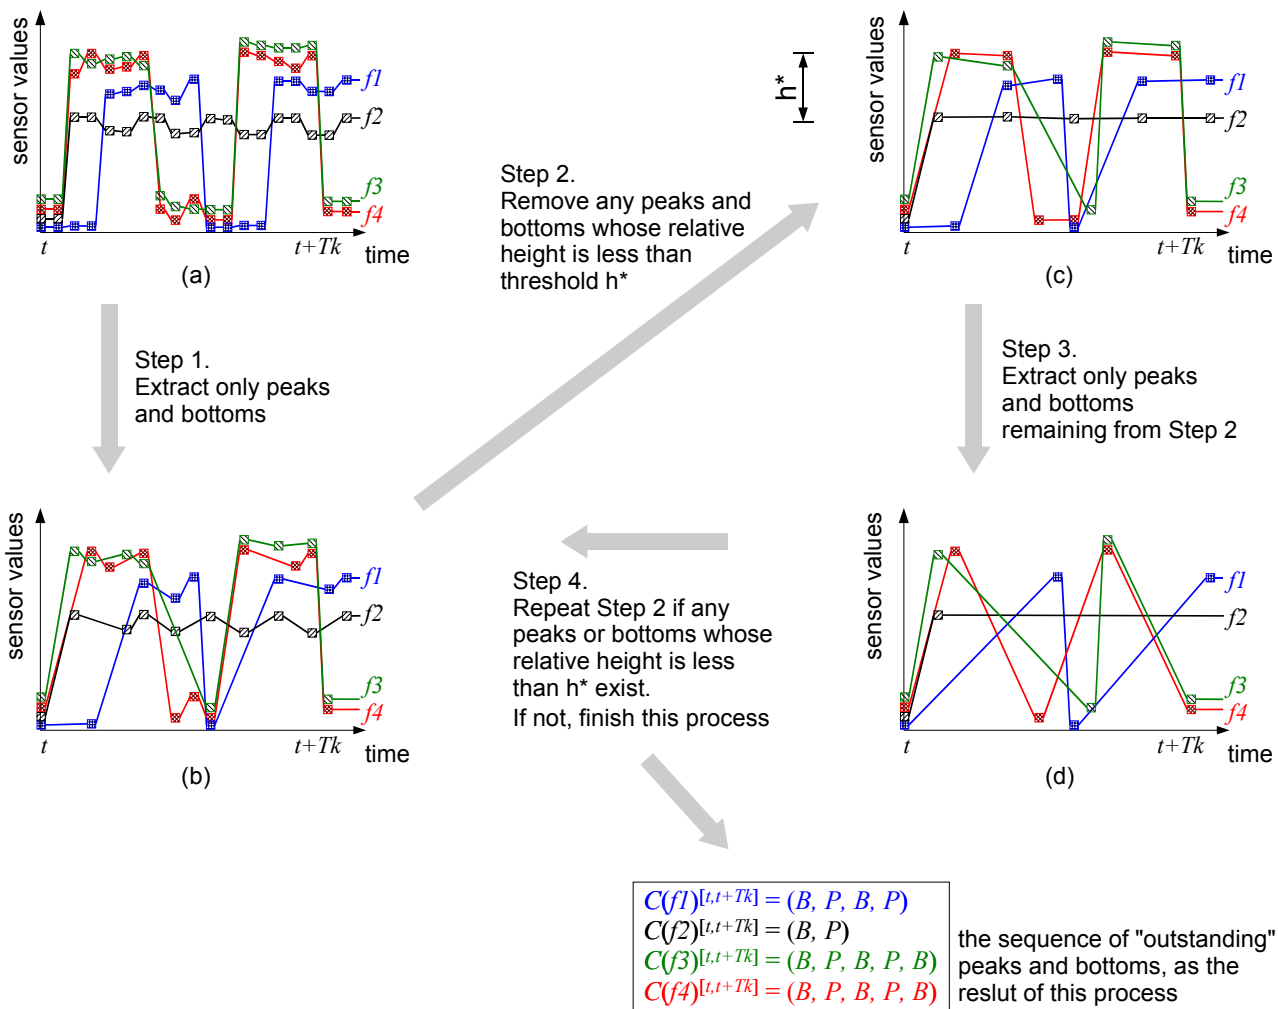 sensor values
f1
f2
f3
f4
t
t+Tk
time
(a)
Step 1.
Extract only peaks
and bottoms
Step 2.
Remove any peaks and
bottoms whose relative
height is less than
threshold h*
h*
sensor values
f1
f2
f3
f4
t
t+Tk
time
(c)
Step 3.
Extract only peaks
and bottoms
remaining from Step 2
sensor values
f1
f2
f3
f4
t
t+Tk
time
(b)
Step 4.
Repeat Step 2 if any
peaks or bottoms whose
relative height is less
than h* exist.
If not, finish this process
sensor values
f1
f2
f3
f4
t
t+Tk
time
(d)
C(f1)[t,t+Tk] = (B, P, B, P)
C(f2)[t,t+Tk] = (B, P)
C(f3)[t,t+Tk] = (B, P, B, P, B)
C(f4)[t,t+Tk] = (B, P, B, P, B)
the sequence of "outstanding"
peaks and bottoms, as the
reslut of this process